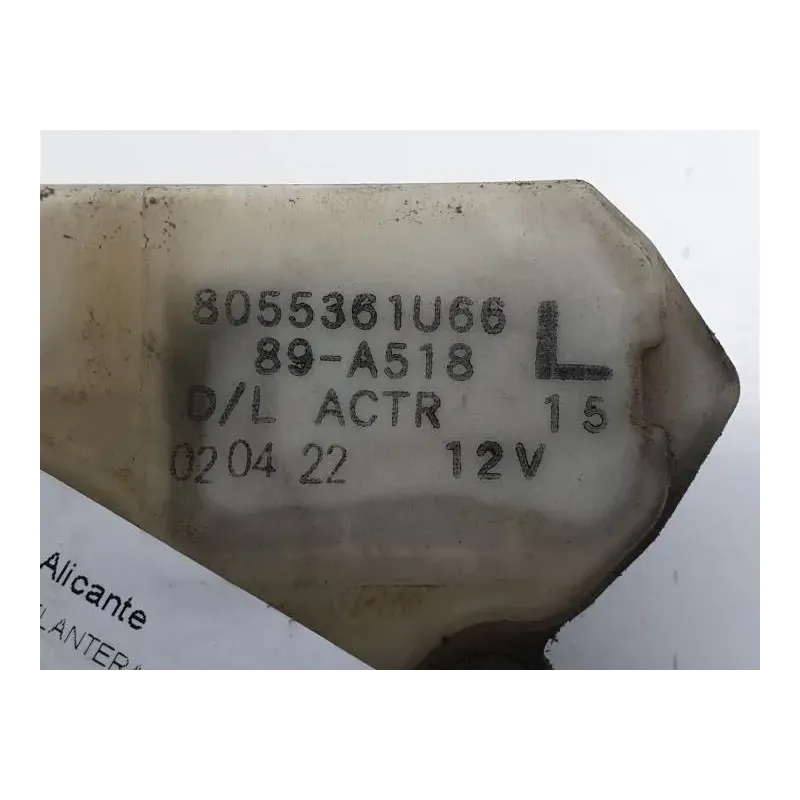 8055361U66
89-A518
L
D/L ACTR 15
02 04 22 12V
Alicante